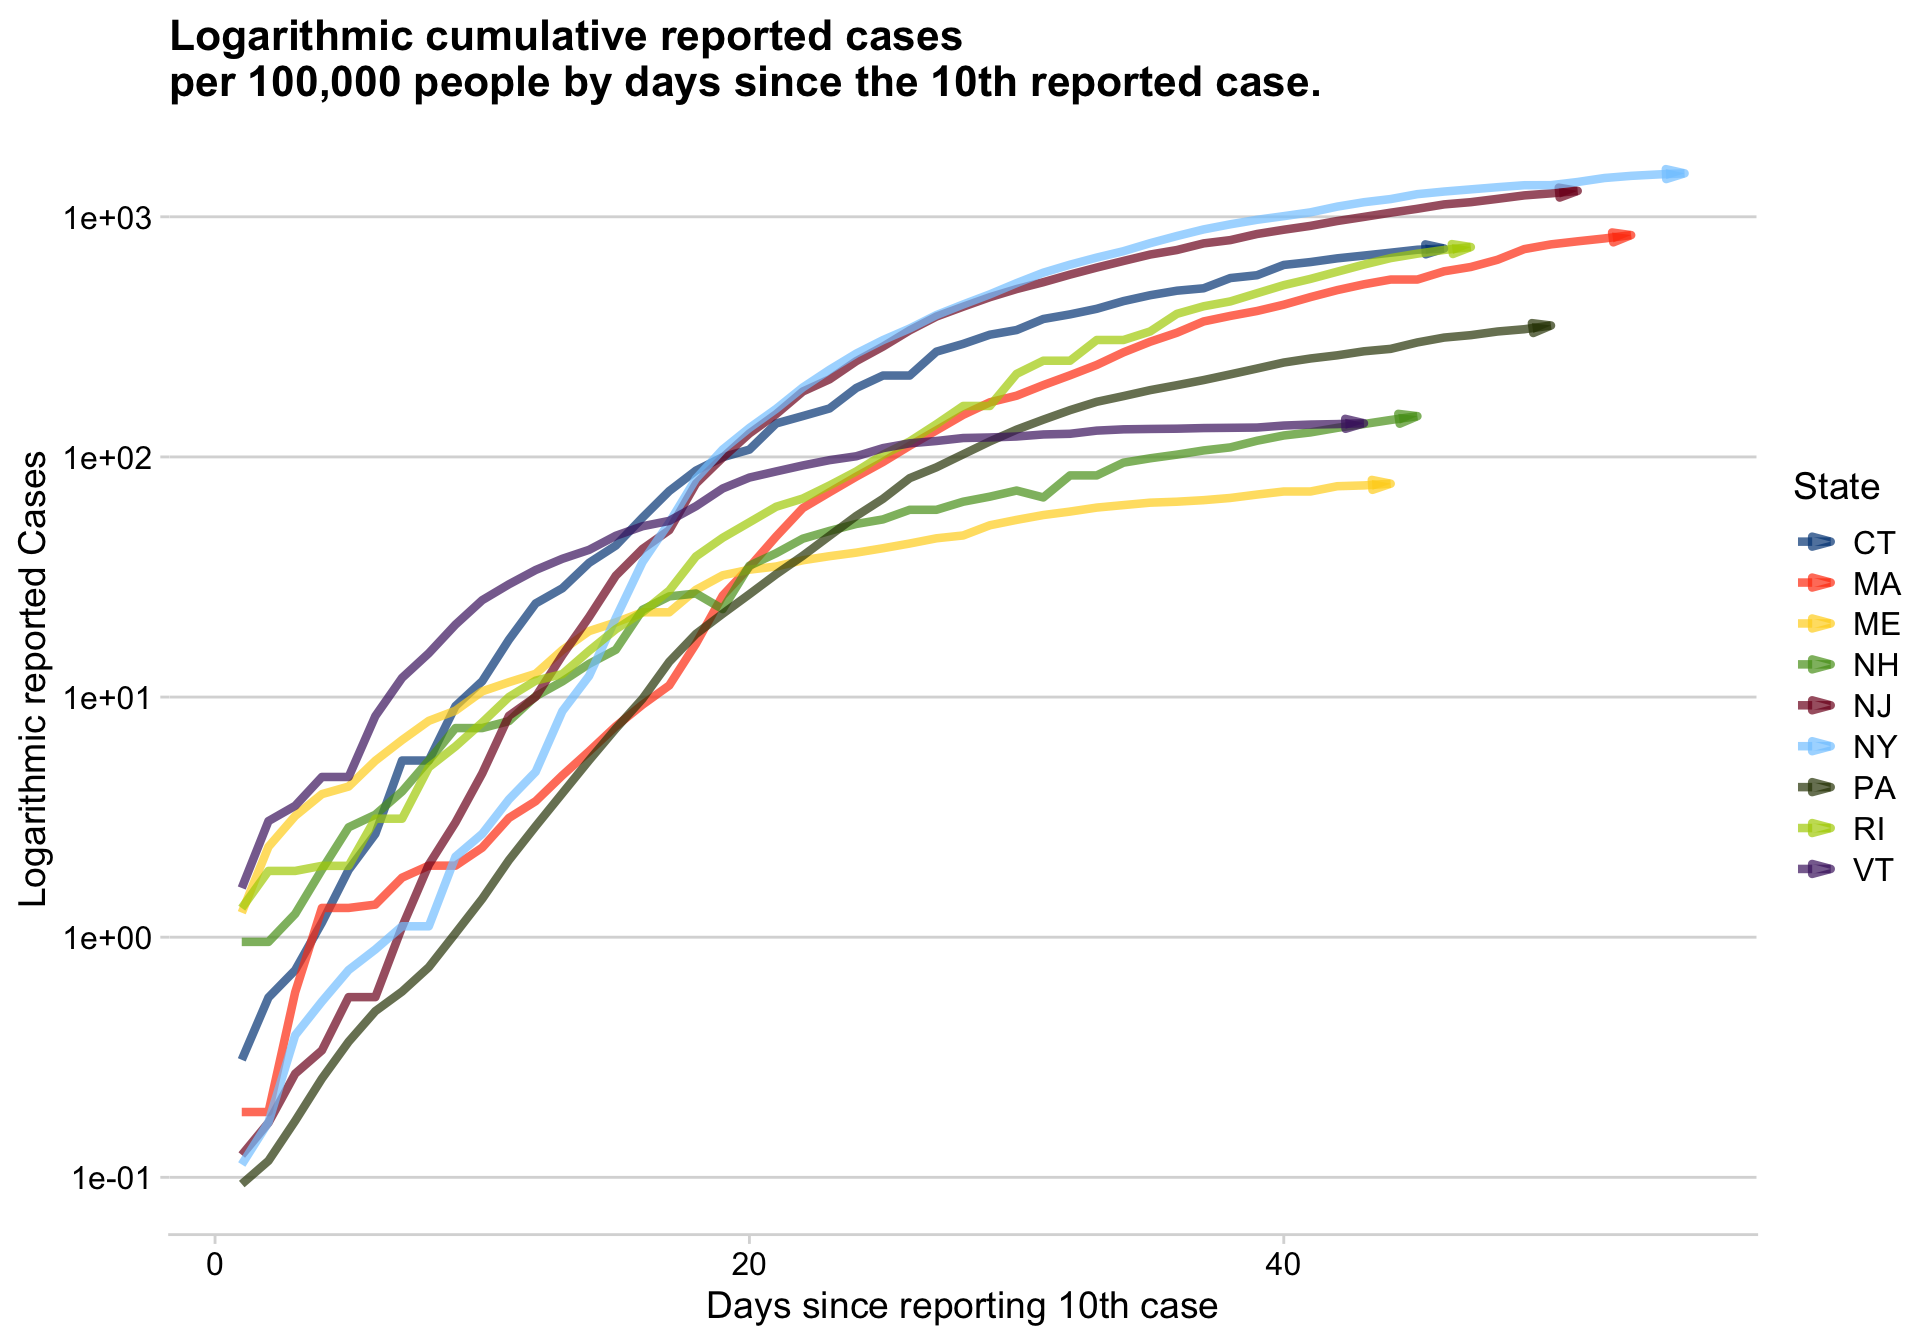 Logarithmic cumulative reported cases
per 100,000 people by days since the 10th reported case.
Logarithmic reported Cases
1e+03
1e+02
1e+01
1e+00
1e-01
0
20
40
Days since reporting 10th case
State
CT
MA
ME
NH
NJ
NY
PA
RI
VT